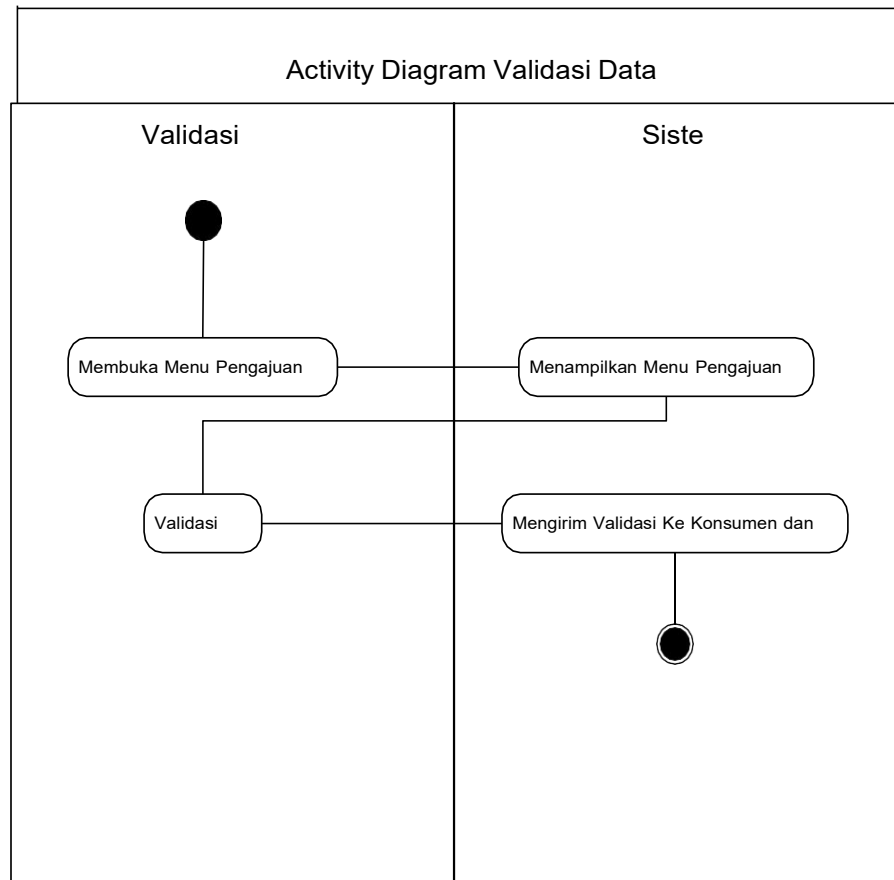 Activity Diagram Validasi Data
Validasi
Siste
Membuka Menu Pengajuan
Menampilkan Menu Pengajuan
Validasi
Mengirim Validasi Ke Konsumen dan